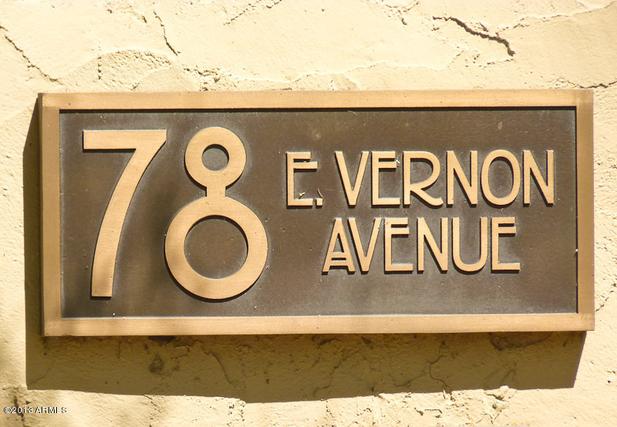 78 E. VERNON
AVENUE
©2013 ARMLS